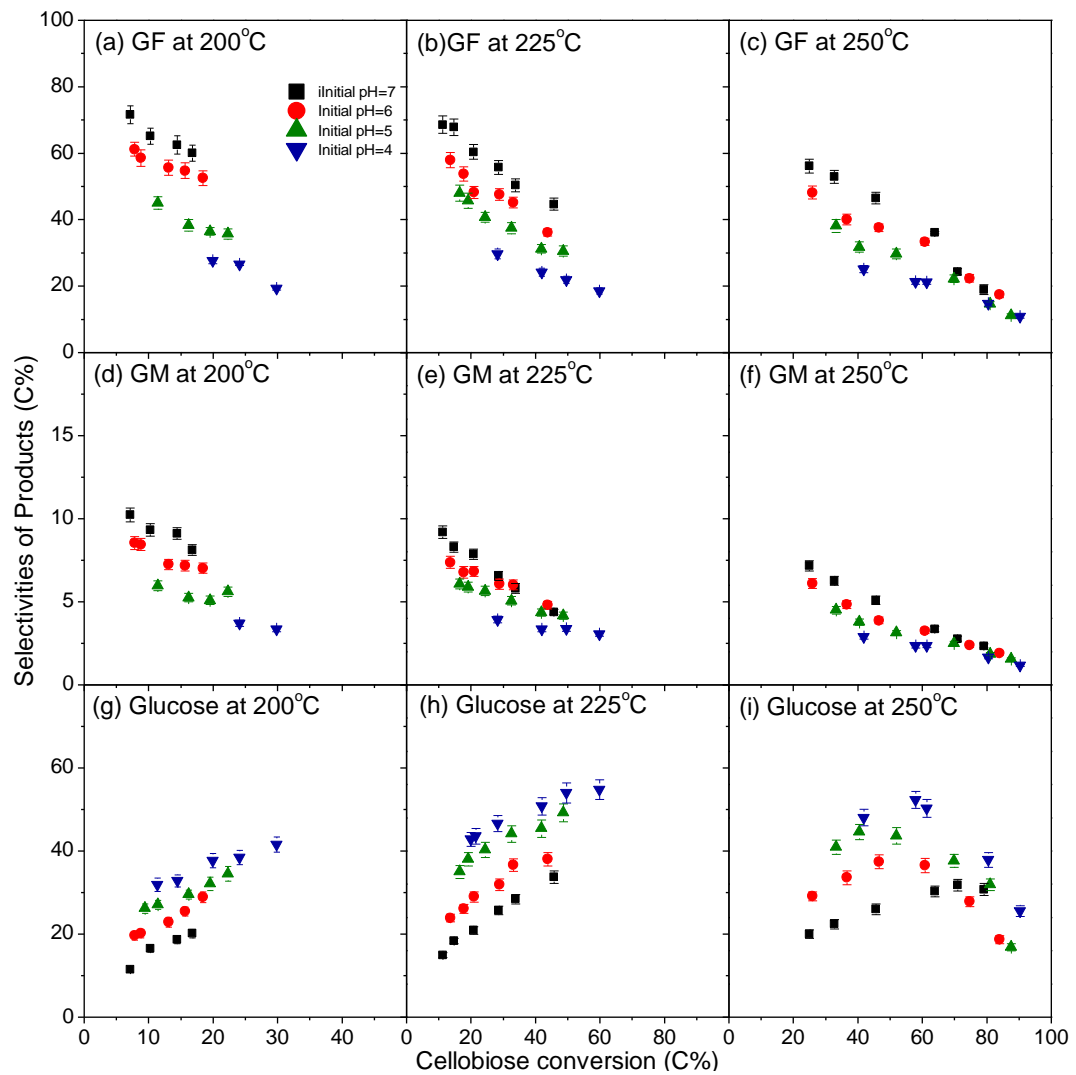 100
80
60
40
20
0
15
10
5
0
60
40
20
0
Selectivities of Products (C%)
(a) GF at 200°C
(b)GF at 225°C
(c) GF at 250°C
iInitial pH=7
Initial pH=6
Initial pH=5
Initial pH=4
(d) GM at 200°C
(e) GM at 225°C
(f) GM at 250°C
(g) Glucose at 200°C
(h) Glucose at 225°C
(i) Glucose at 250°C
0 10 20 30 40 0 20 40 60 80 0 20 40 60 80 100
Cellobiose conversion (C%)